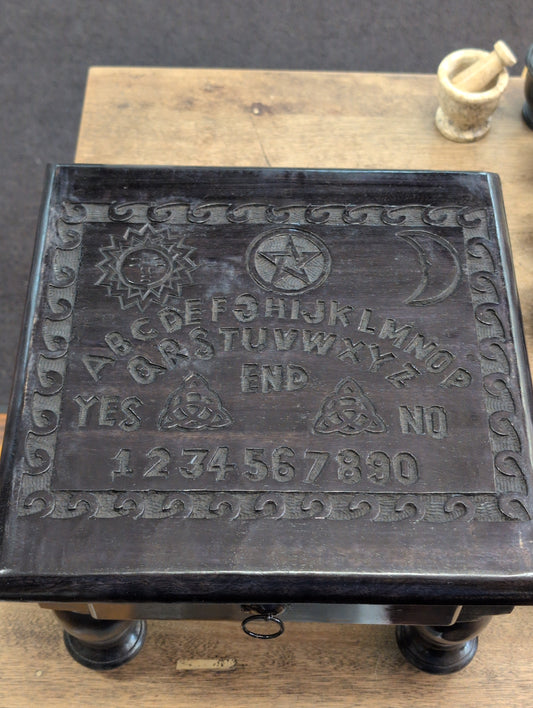 ABCDEFGHIJKLMNOP
QRSTUVWXYZ
END
YES NO
1234567890